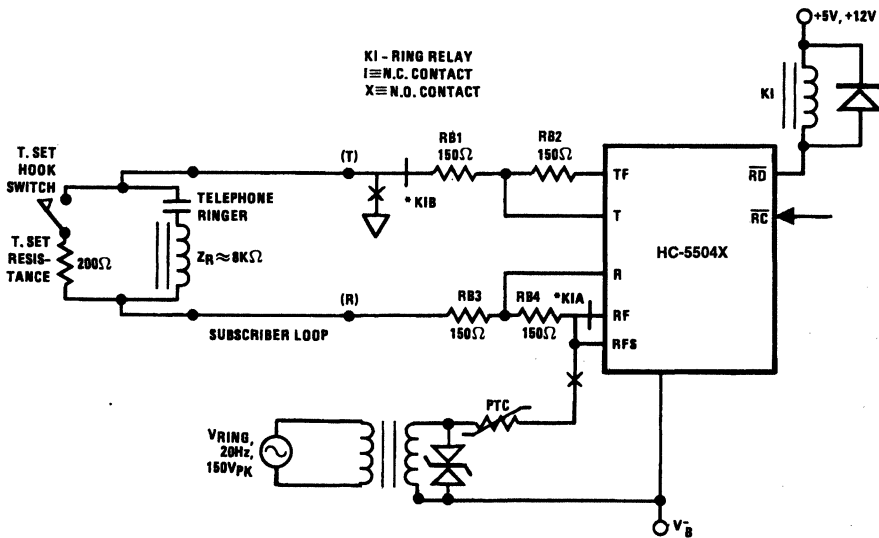 +5V, +12V
KI - RING RELAY
I≡N.C. CONTACT
X≡N.O. CONTACT
KI
T. SET
HOOK
SWITCH
(T)
RB1
150Ω
RB2
150Ω
TF
RD
TELEPHONE
RINGER
*KIB
T
RC
T. SET
RESIS-
TANCE
200Ω
ZR≈8KΩ
HC-5504X
R
(R)
RB3
150Ω
RB4
150Ω
*KIA
RF
SUBSCRIBER LOOP
RFS
PTC
VRING,
20Hz,
150VPK
V-B